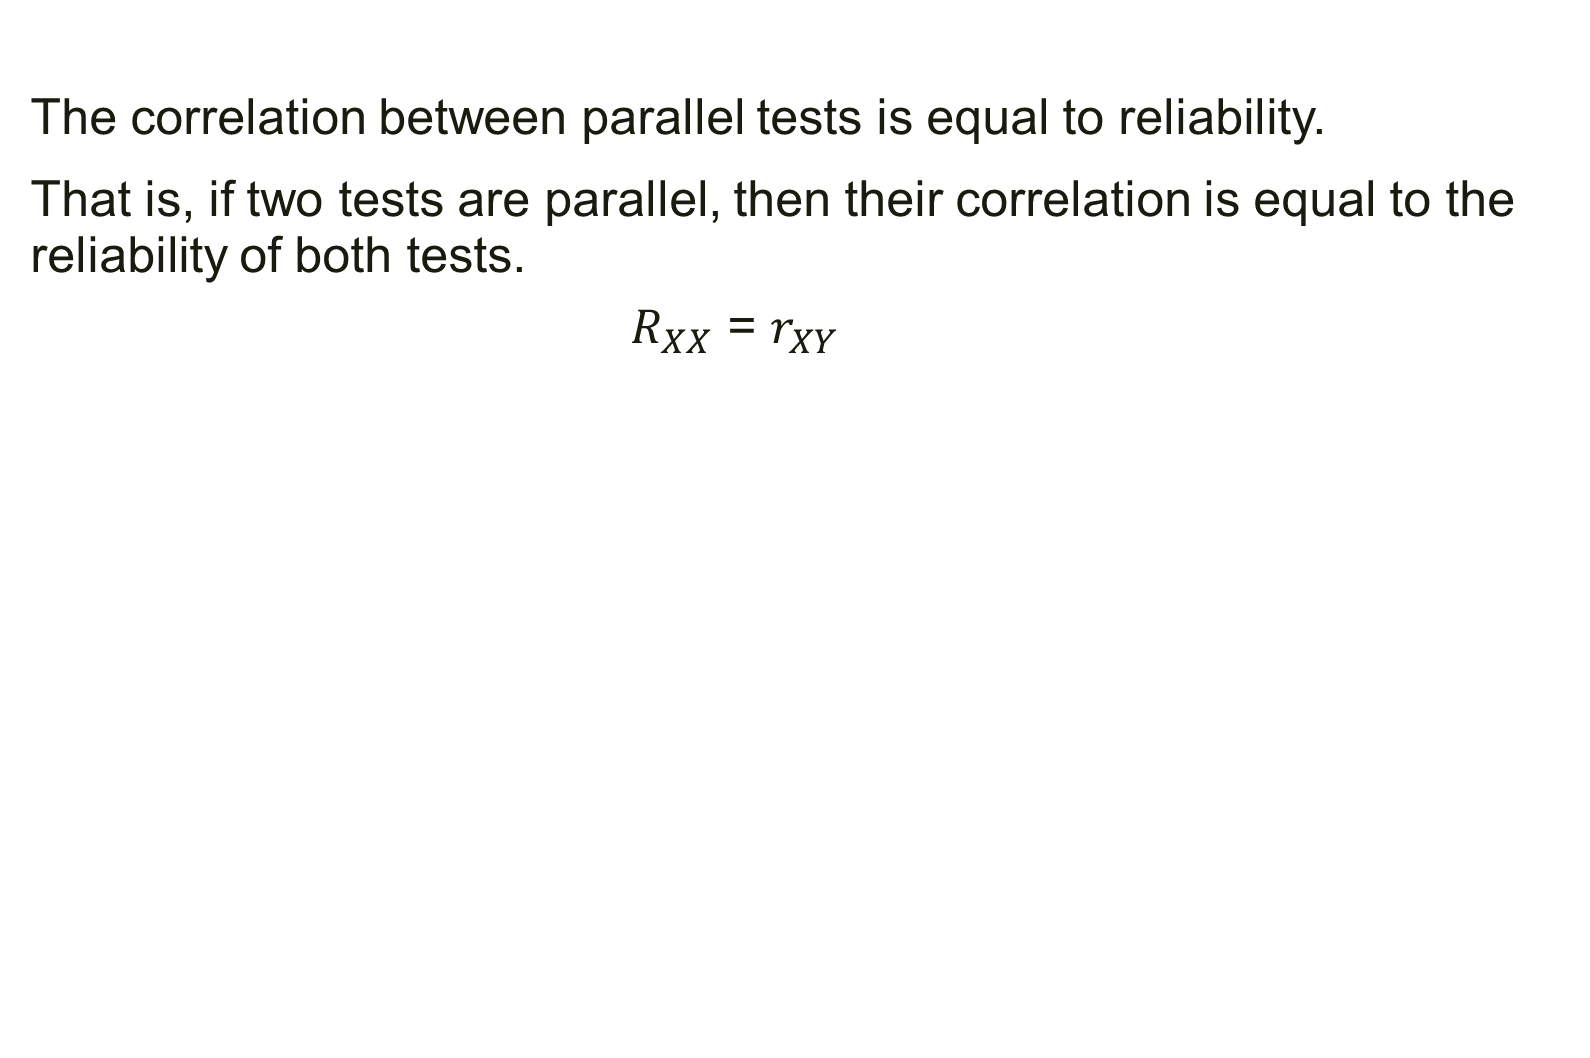 The correlation between parallel tests is equal to reliability.
That is, if two tests are parallel, then their correlation is equal to the
reliability of both tests.
𝑅𝑋𝑋 = 𝑟𝑋𝑌